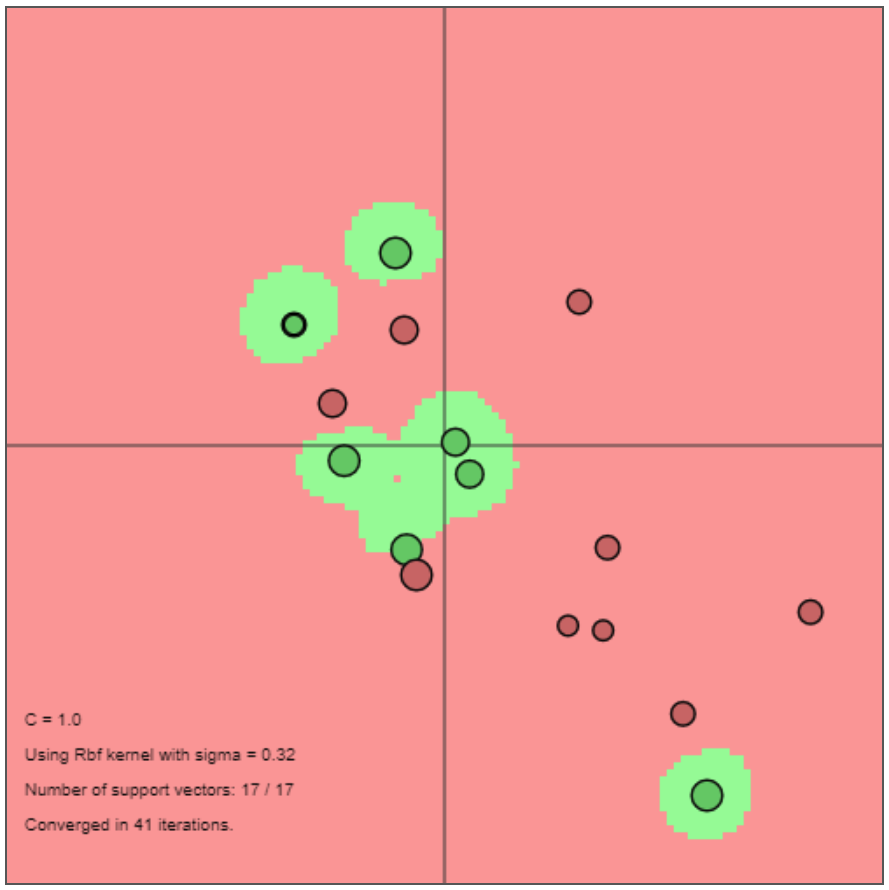 C = 1.0
Using Rbf kernel with sigma = 0.32
Number of support vectors: 17 / 17
Converged in 41 iterations.